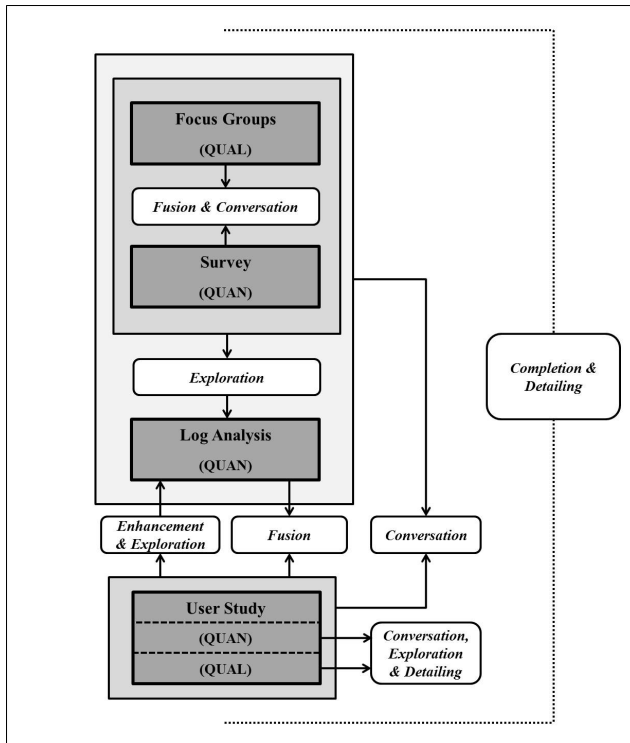 Focus Groups
(QUAL)
Fusion & Conversation
Survey
(QUAN)
Exploration
Completion &
Detailing
Log Analysis
(QUAN)
Enhancement
& Exploration
Fusion
Conversation
User Study
(QUAN)
(QUAL)
Conversation,
Exploration
& Detailing